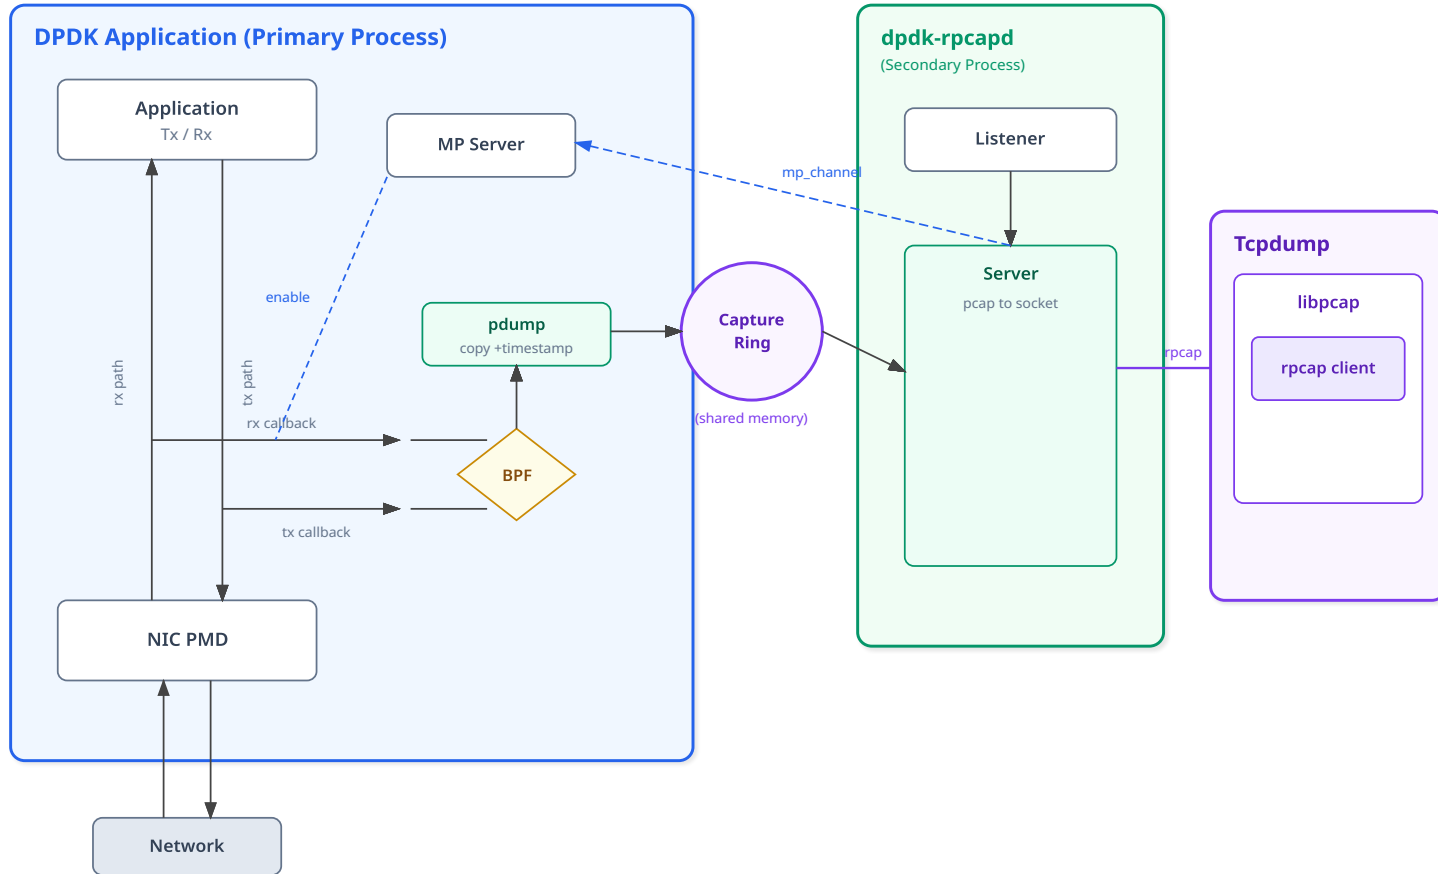 DPDK Application (Primary Process)
Application
Tx / Rx
MP Server
enable
pdump
copy +timestamp
rx path
tx path
rx callback
BPF
tx callback
NIC PMD
Network
mp_channel
Capture
Ring
(shared memory)
dpdk-rpcapd
(Secondary Process)
Listener
Server
pcap to socket
rpcap
Tcpdump
libpcap
rpcap client